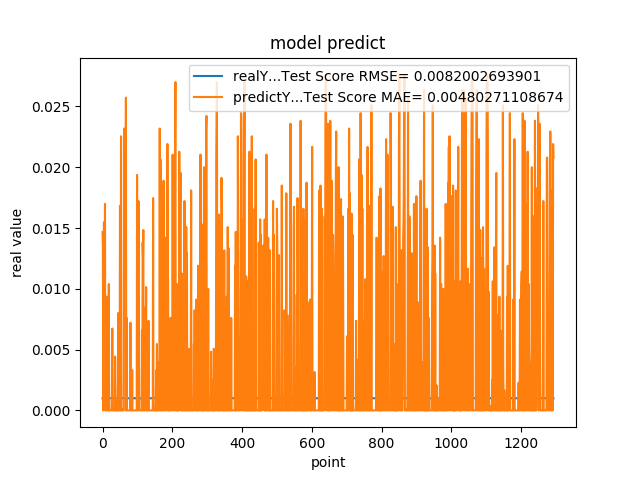 model predict
realY...Test Score RMSE= 0.0082002693901
predictY...Test Score MAE= 0.00480271108674
0.025
0.020
0.015
0.010
0.005
0.000
real value
0 200 400 600 800 1000 1200
point